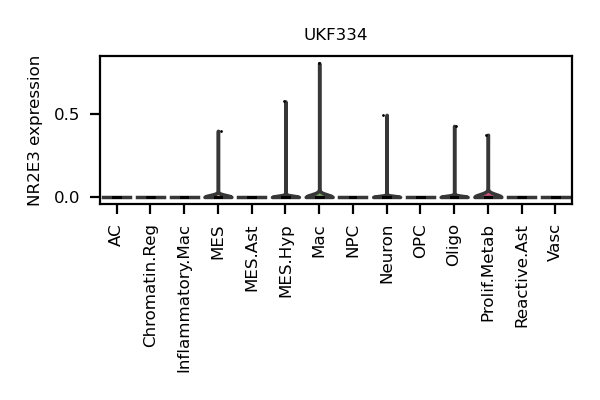 UKF334
NR2E3 expression
0.5
0.0
AC
Chromatin.Reg
Inflammatory.Mac
MES
MES.Ast
MES.Hyp
Mac
NPC
Neuron
OPC
Oligo
Prolif.Metab
Reactive.Ast
Vasc